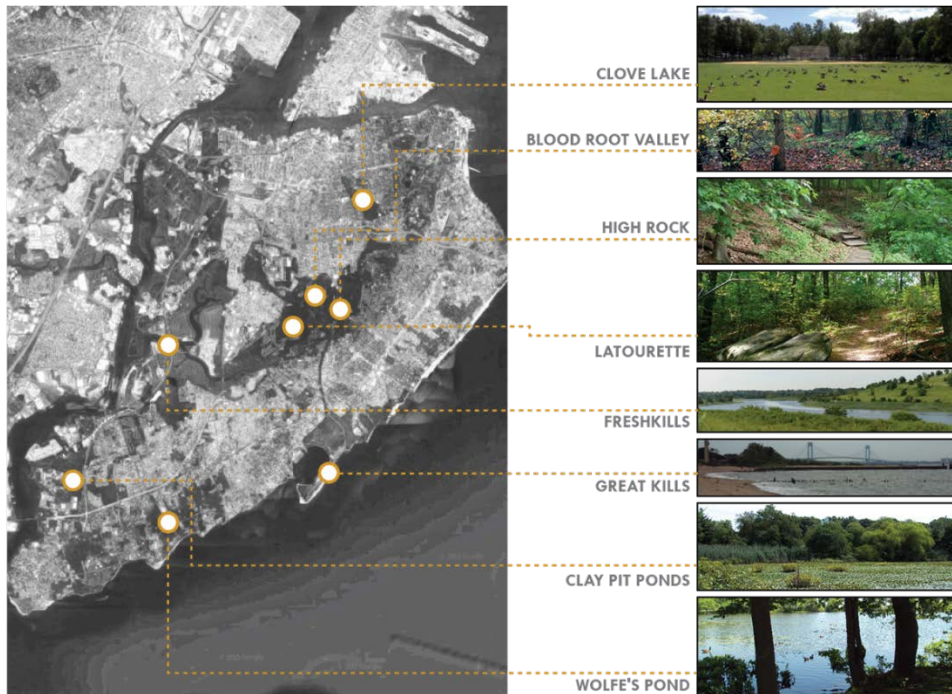 CLOVE LAKE
BLOOD ROOT VALLEY
HIGH ROCK
LATOURETTE
FRESHKILLS
GREAT KILLS
CLAY PIT PONDS
WOLFE'S POND